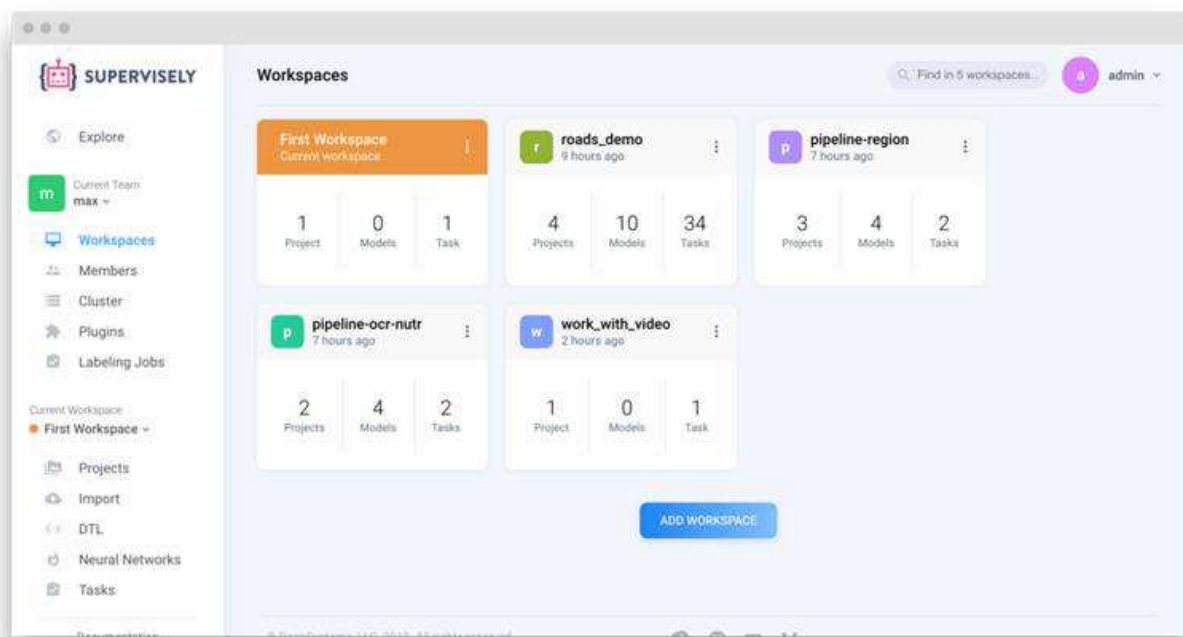 SUPERVISELY
Explore
m
Current Team
max
Workspaces
Members
Cluster
Plugins
Labeling Jobs
Current Workspace
First Workspace
Projects
Import
DTL
Neural Networks
Tasks
Documentation
Workspaces
Find in 5 workspaces...
a
admin
First Workspace
Current workspace
1
Project
0
Models
1
Task
r
roads_demo
9 hours ago
4
Projects
10
Models
34
Tasks
p
pipeline-region
7 hours ago
3
Projects
4
Models
2
Tasks
p
pipeline-ocr-nutr
7 hours ago
2
Projects
4
Models
2
Tasks
w
work_with_video
2 hours ago
1
Project
0
Models
1
Task
ADD WORKSPACE